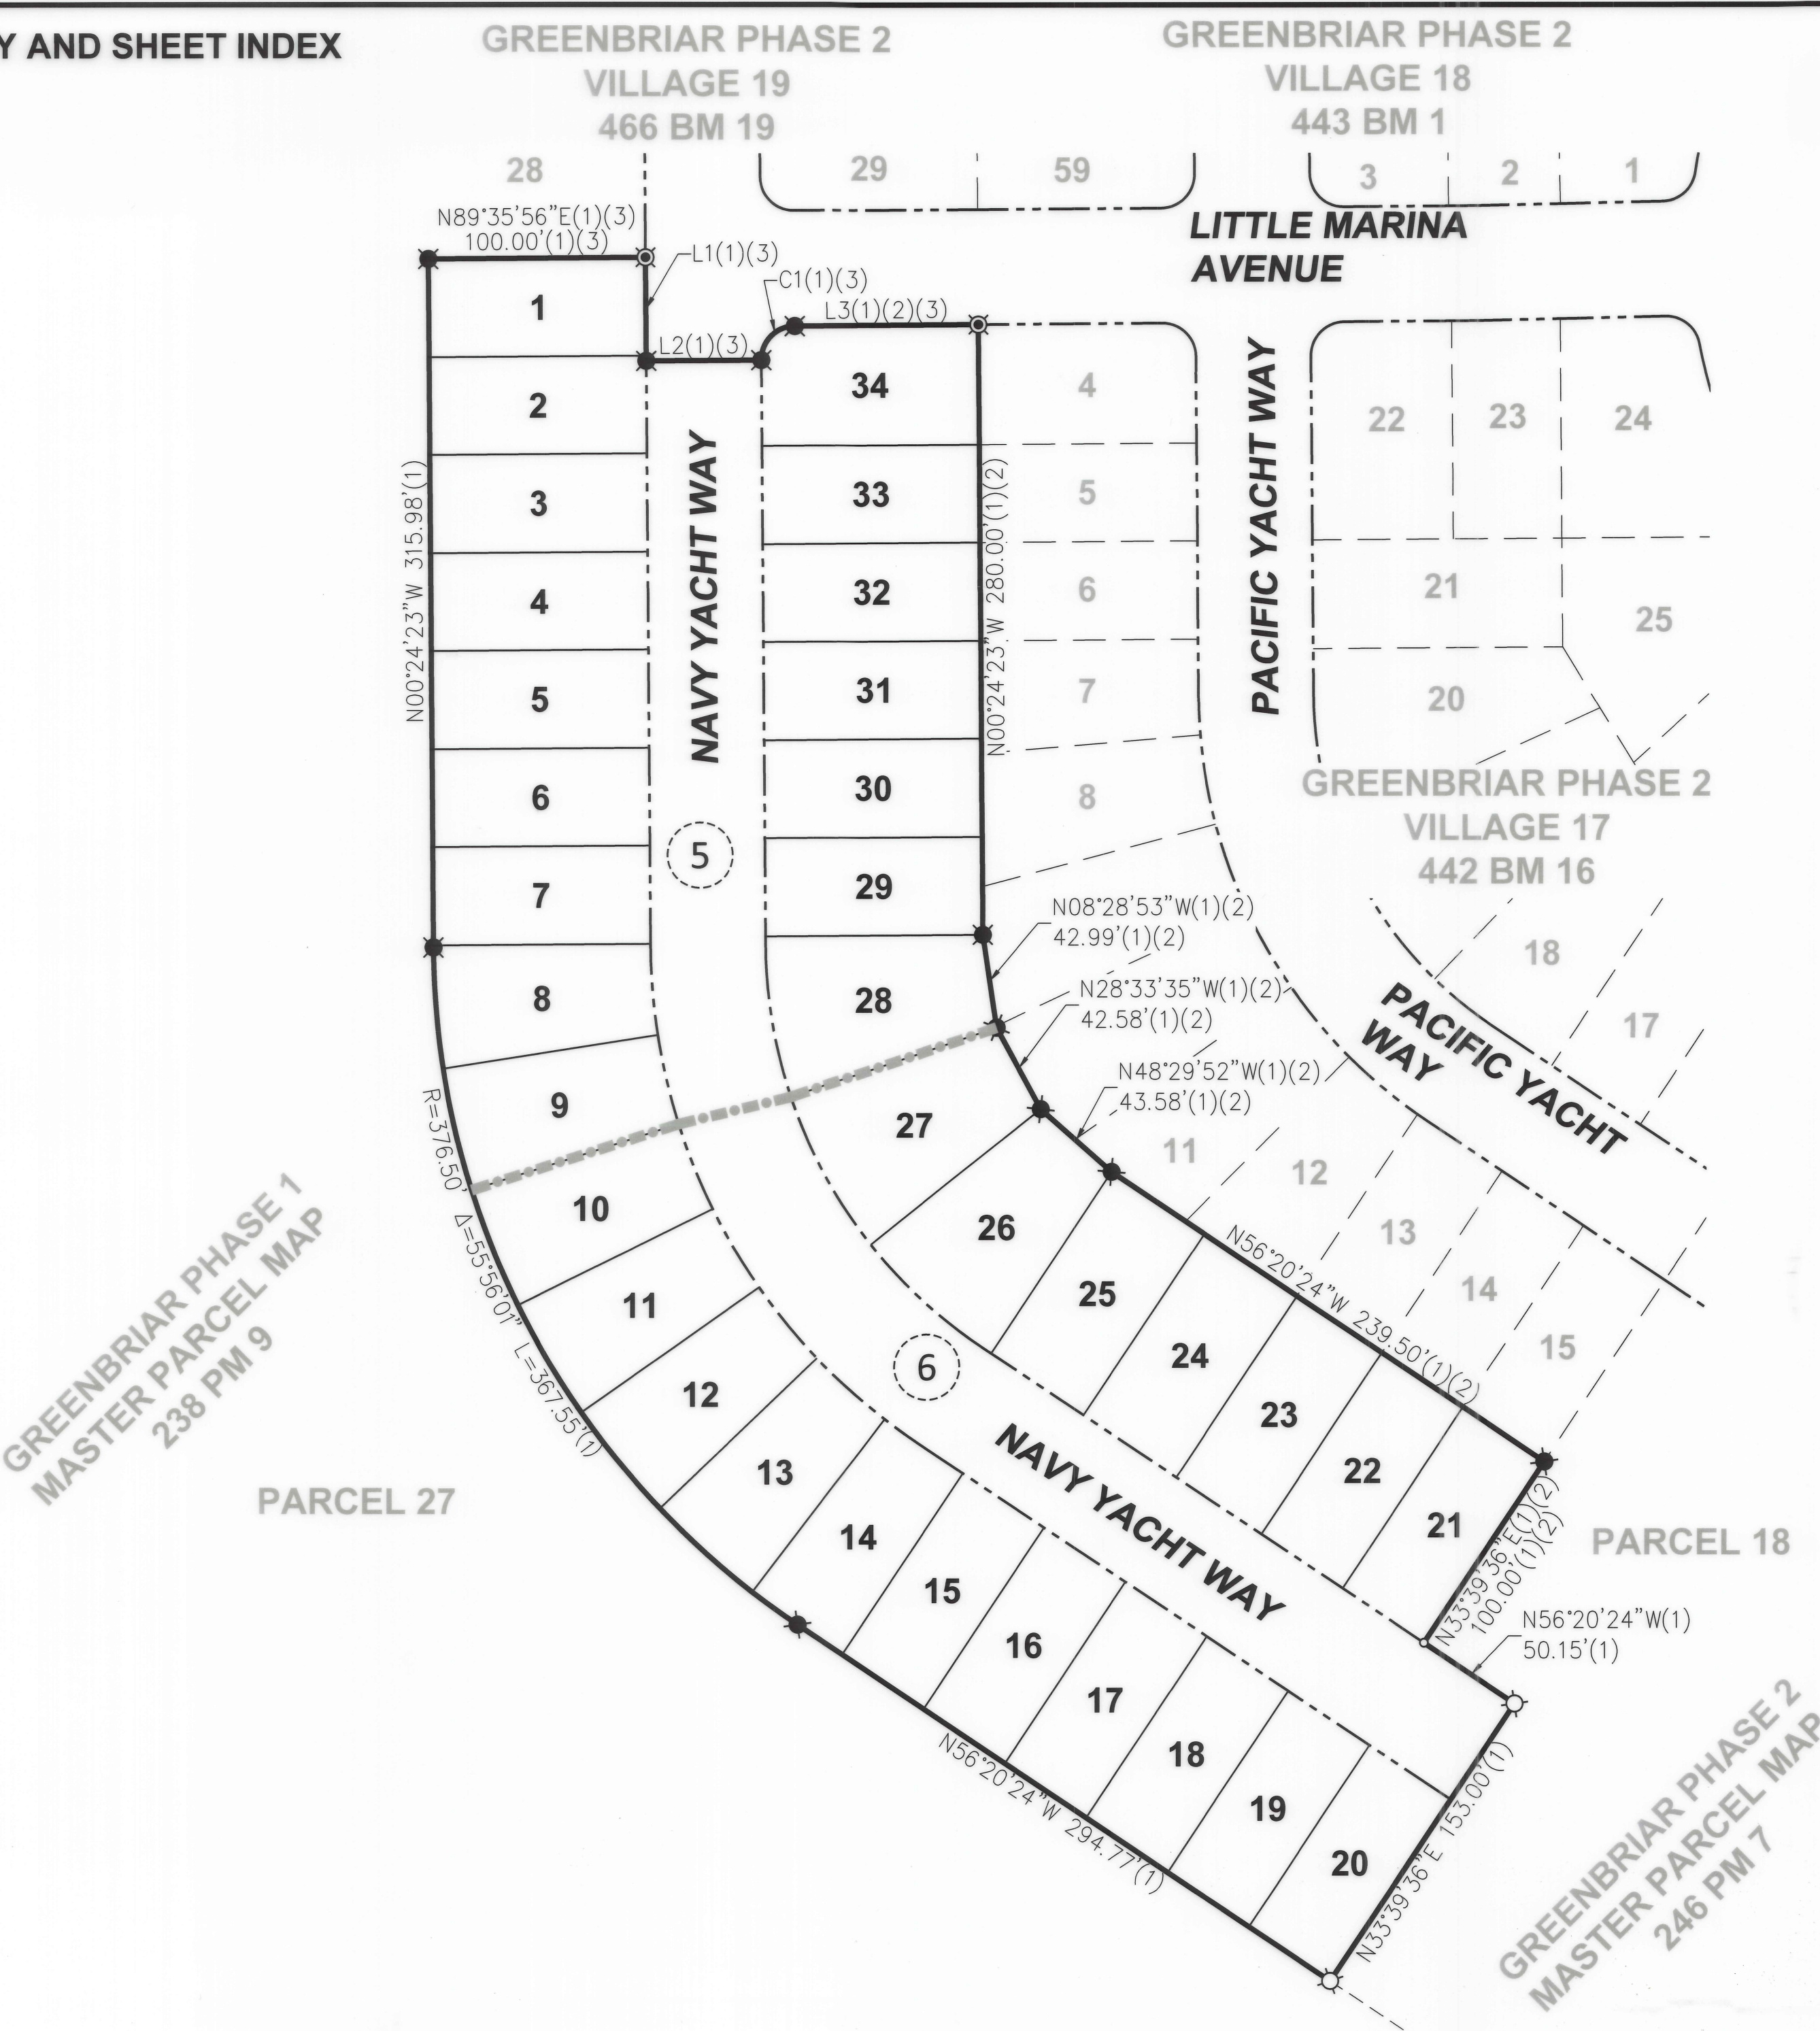 Y AND SHEET INDEX
GREENBRIAR PHASE 2
VILLAGE 19
466 BM 19
GREENBRIAR PHASE 2
VILLAGE 18
443 BM 1
28
29
59
3
2
1
N89°35'56"E(1)(3)
100.00'(1)(3)
LITTLE MARINA
AVENUE
L1(1)(3)
C1(1)(3)
L3(1)(2)(3)
L2(1)(3)
1
2
3
4
5
6
7
8
9
10
11
12
13
14
15
16
17
18
19
20
21
22
23
24
25
26
27
28
29
30
31
32
33
34
N00°24'23"W 315.98'(1)
NAVY YACHT WAY
5
N00°24'23"W 280.00'(1)(2)
4
5
6
7
8
PACIFIC YACHT WAY
22
23
24
21
25
20
GREENBRIAR PHASE 2
VILLAGE 17
442 BM 16
18
17
N08°28'53"W(1)(2)
42.99'(1)(2)
N28°33'35"W(1)(2)
42.58'(1)(2)
N48°29'52"W(1)(2)
43.58'(1)(2)
PACIFIC YACHT
WAY
11
12
13
14
15
R=376.50' Δ=55°56'01" L=367.55'(1)
GREENBRIAR PHASE 1
MASTER PARCEL MAP
238 PM 9
PARCEL 27
N56°20'24"W 239.50'(1)(2)
6
NAVY YACHT WAY
N33°39'36"E(1)(2)
100.00'(1)(2)
PARCEL 18
N56°20'24"W(1)
50.15'(1)
N56°20'24"W 294.77'(1)
N33°39'36"E 153.00'(1)
GREENBRIAR PHASE 2
MASTER PARCEL MAP
246 PM 7